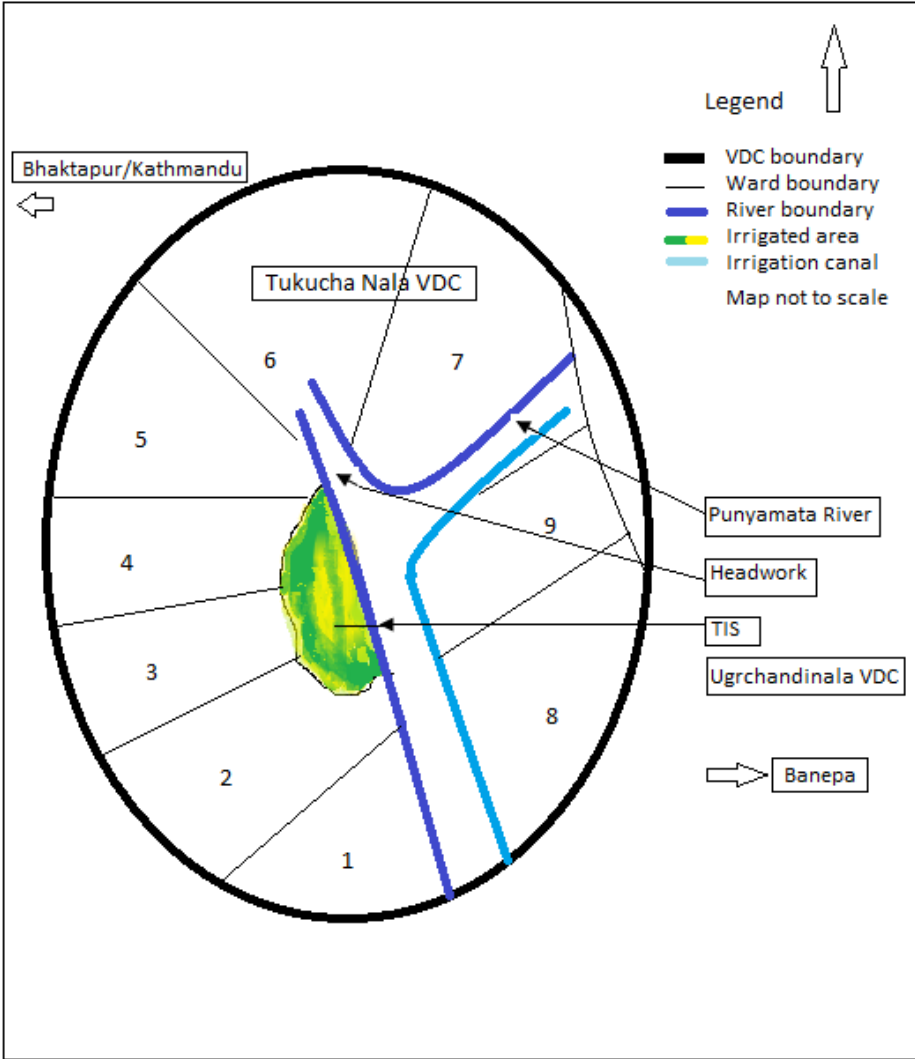 Legend
VDC boundary
Ward boundary
River boundary
Irrigated area
Irrigation canal
Map not to scale
Bhaktapur/Kathmandu
Tukucha Nala VDC
6
7
5
9
4
3
8
2
1
Punyamata River
Headwork
TIS
Ugrchandinala VDC
Banepa